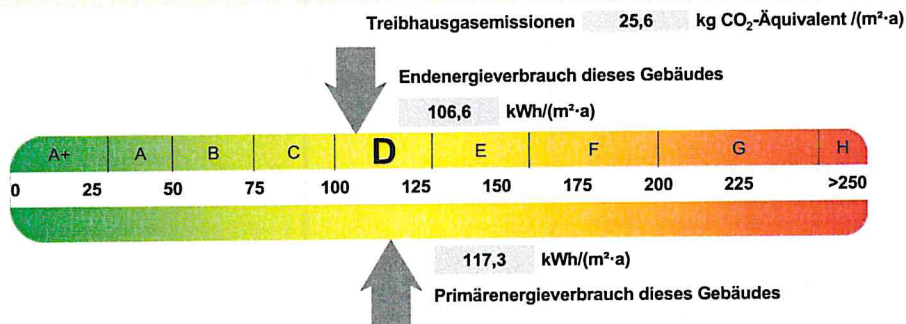 Treibhausgasemissionen 25,6 kg CO₂-Äquivalent /(m²·a)
Endenergieverbrauch dieses Gebäudes
106,6 kWh/(m²·a)
A+ A B C D E F G H
0 25 50 75 100 125 150 175 200 225 >250
117,3 kWh/(m²·a)
Primärenergieverbrauch dieses Gebäudes